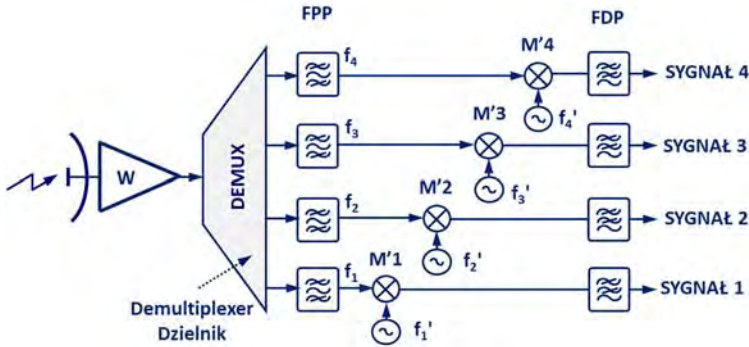 FPP
FDP
f₄
M'4
SYGNAŁ 4
f₄'
f₃
M'3
SYGNAŁ 3
f₃'
W
DEMUX
f₂
M'2
SYGNAŁ 2
f₂'
f₁
M'1
SYGNAŁ 1
f₁'
Demultiplexer
Dzielnik